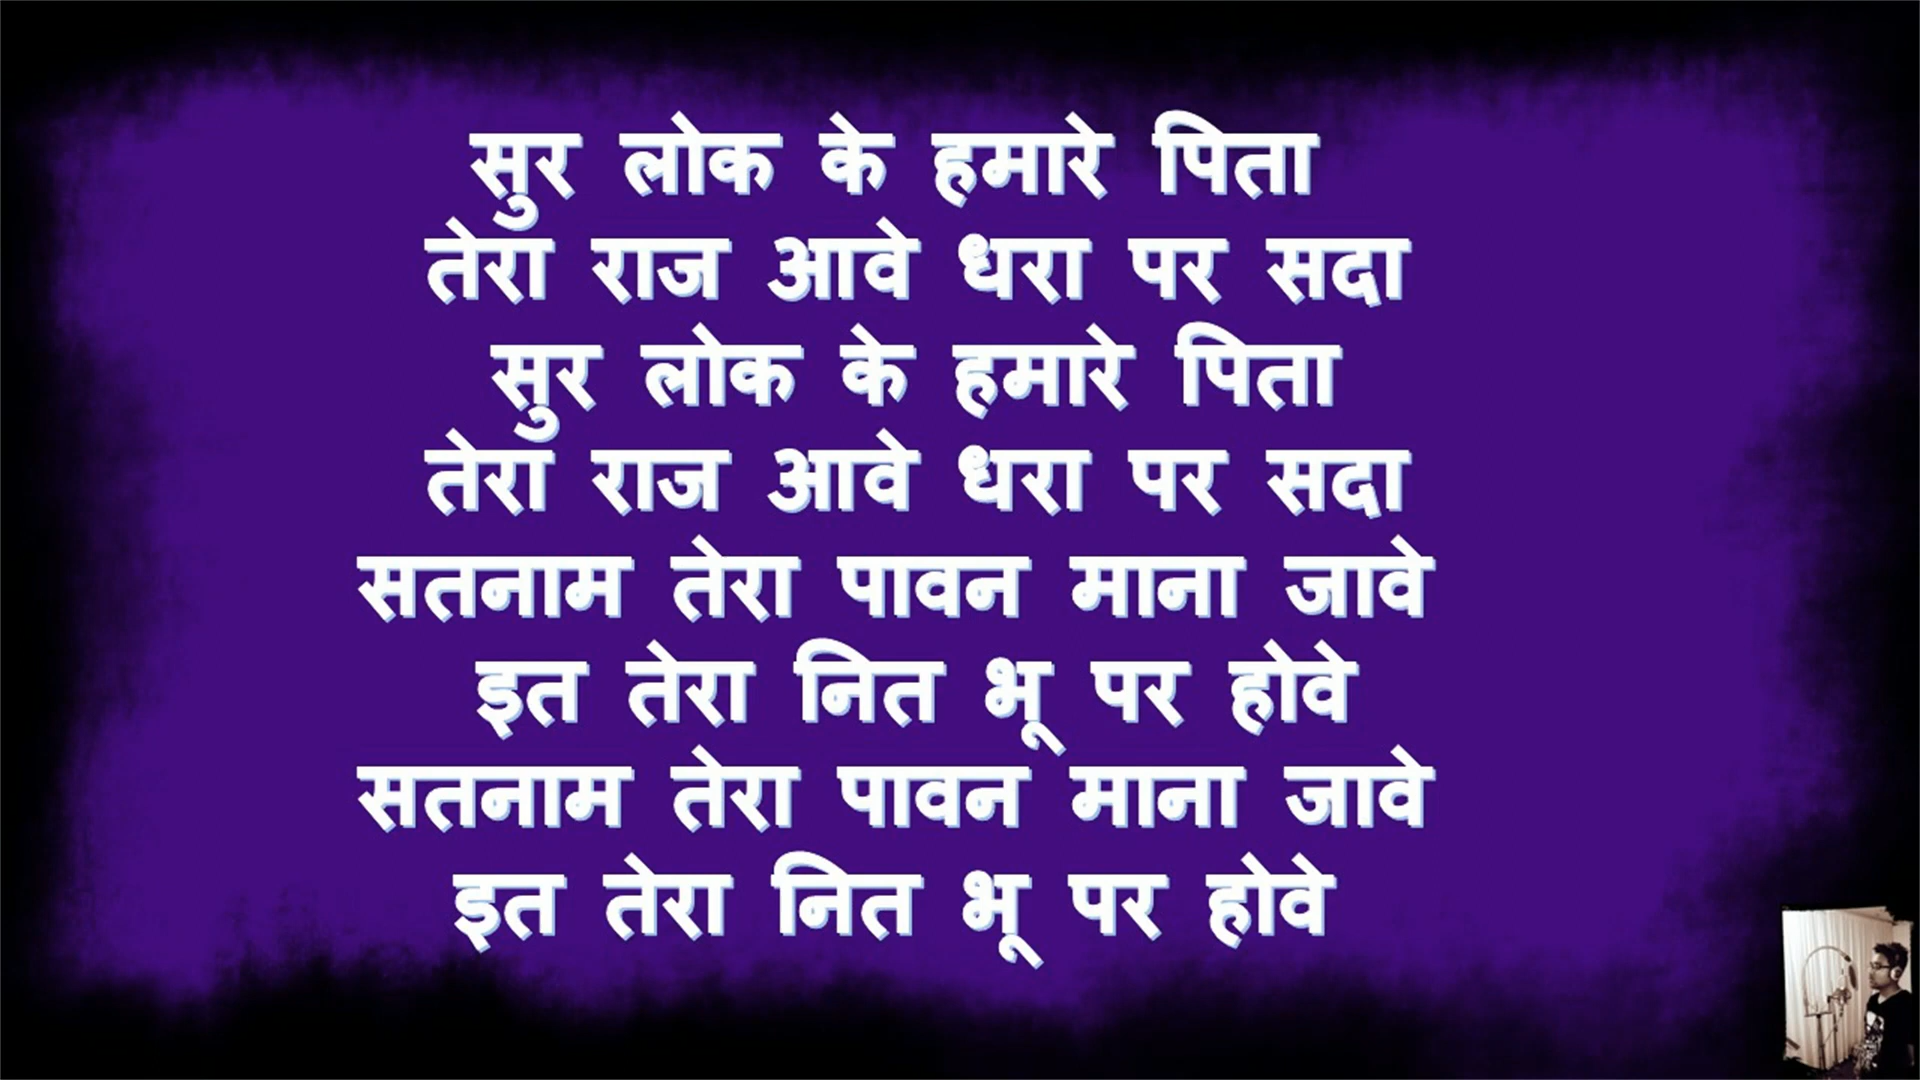 सुर लोक के हमारे पिता
तेरा राज आवे धरा पर सदा
सुर लोक के हमारे पिता
तेरा राज आवे धरा पर सदा
सतनाम तेरा पावन माना जावे
इत तेरा नित भू पर होवे
सतनाम तेरा पावन माना जावे
इत तेरा नित भू पर होवे